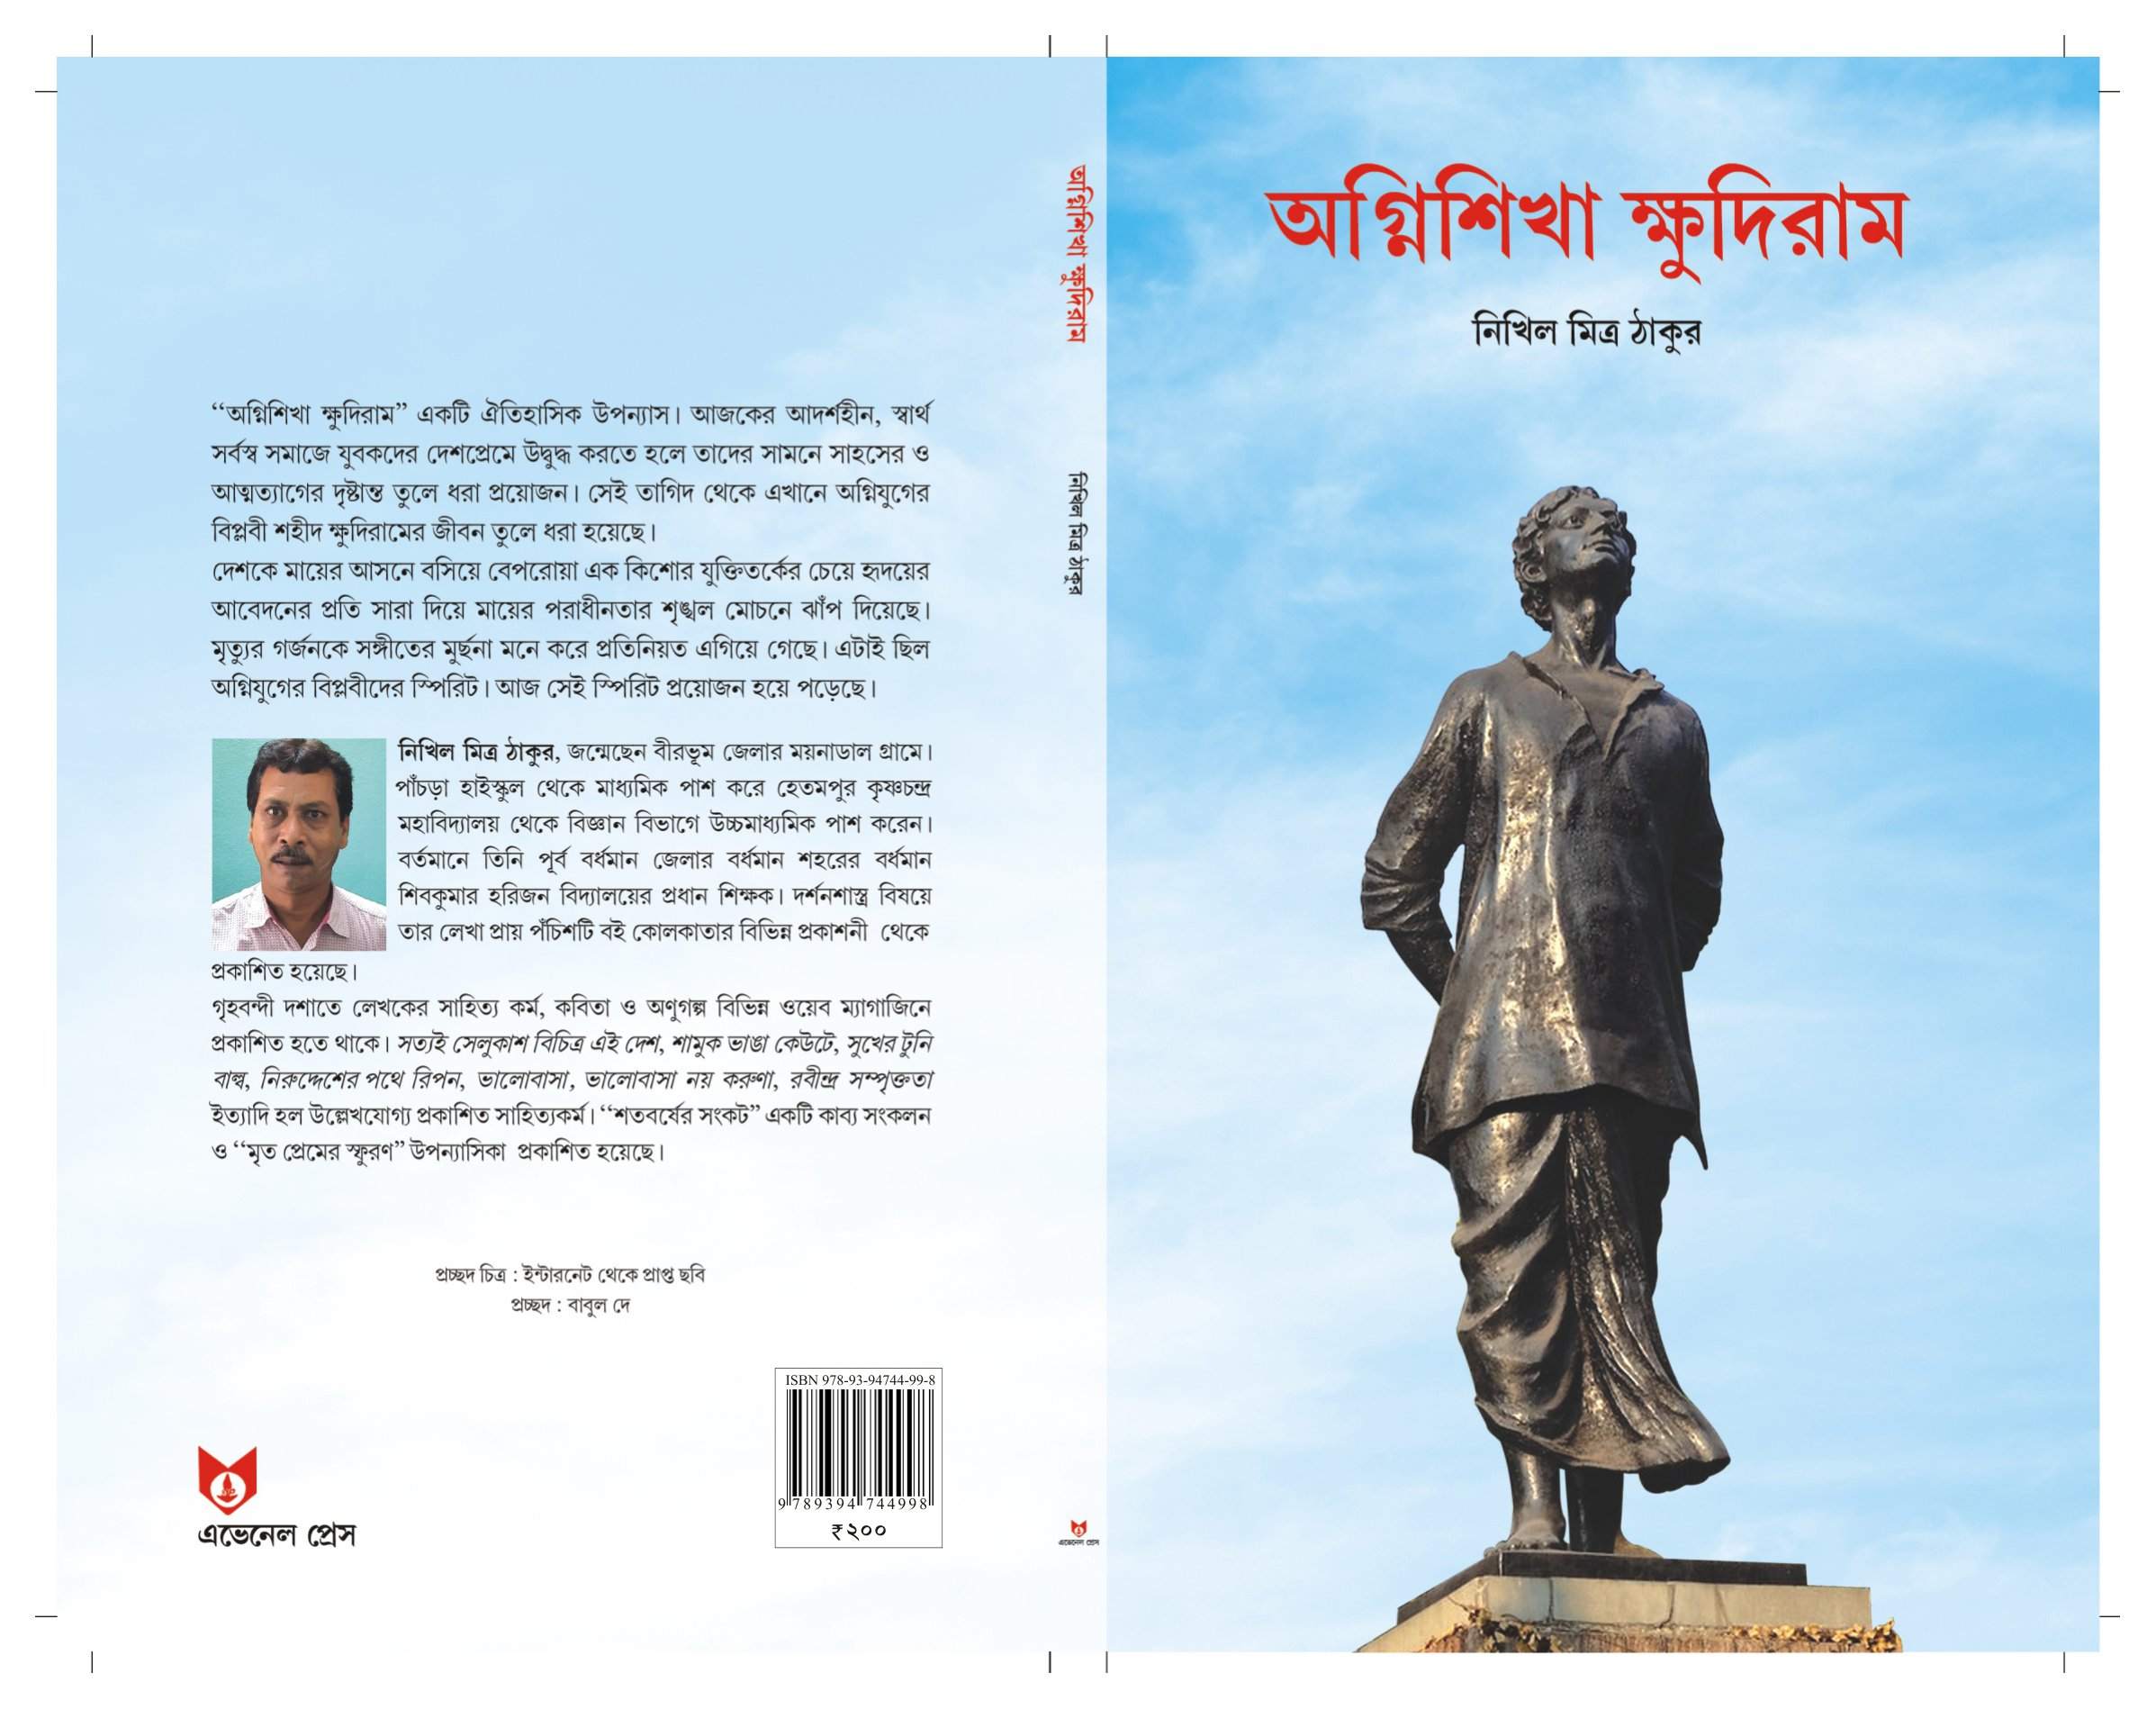 “অগ্নিশিখা ক্ষুদিরাম” একটি ঐতিহাসিক উপন্যাস। আজকের আদর্শহীন, স্বার্থ
সর্বস্ব সমাজে যুবকদের দেশপ্রেমে উদ্বুদ্ধ করতে হলে তাদের সামনে সাহসের ও
আত্মত্যাগের দৃষ্টান্ত তুলে ধরা প্রয়োজন। সেই তাগিদ থেকে এখানে অগ্নিযুগের
বিপ্লবী শহীদ ক্ষুদিরামের জীবন তুলে ধরা হয়েছে।
দেশকে মায়ের আসনে বসিয়ে বেপরোয়া এক কিশোর যুক্তিতর্কের চেয়ে হৃদয়ের
আবেদনের প্রতি সারা দিয়ে মায়ের পরাধীনতার শৃঙ্খল মোচনে ঝাঁপ দিয়েছে।
মৃত্যুর গর্জনকে সঙ্গীতের মুর্ছনা মনে করে প্রতিনিয়ত এগিয়ে গেছে। এটাই ছিল
অগ্নিযুগের বিপ্লবীদের স্পিরিট। আজ সেই স্পিরিট প্রয়োজন হয়ে পড়েছে।
নিখিল মিত্র ঠাকুর, জন্মেছেন বীরভূম জেলার ময়নাডাল গ্রামে।
পাঁচড়া হাইস্কুল থেকে মাধ্যমিক পাশ করে হেতমপুর কৃষ্ণচন্দ্র
মহাবিদ্যালয় থেকে বিজ্ঞান বিভাগে উচ্চমাধ্যমিক পাশ করেন।
বর্তমানে তিনি পূর্ব বর্ধমান জেলার বর্ধমান শহরের বর্ধমান
শিবকুমার হরিজন বিদ্যালয়ের প্রধান শিক্ষক। দর্শনশাস্ত্র বিষয়ে
তার লেখা প্রায় পঁচিশটি বই কোলকাতার বিভিন্ন প্রকাশনী থেকে
প্রকাশিত হয়েছে।
গৃহবন্দী দশাতে লেখকের সাহিত্য কর্ম, কবিতা ও অণুগল্প বিভিন্ন ওয়েব ম্যাগাজিনে
প্রকাশিত হতে থাকে। সত্যই সেলুকাশ বিচিত্র এই দেশ, শামুক ভাঙা কেউটে, সুখের টুনি
বাল্ব, নিরুদ্দেশের পথে রিপন, ভালোবাসা, ভালোবাসা নয় করুণা, রবীন্দ্র সম্পৃক্ততা
ইত্যাদি হল উল্লেখযোগ্য প্রকাশিত সাহিত্যকর্ম। “শতবর্ষের সংকট” একটি কাব্য সংকলন
ও “মৃত প্রেমের স্ফুরণ” উপন্যাসিকা প্রকাশিত হয়েছে।
প্রচ্ছদ চিত্র : ইন্টারনেট থেকে প্রাপ্ত ছবি
প্রচ্ছদ : বাবুল দে
ISBN 978-93-94744-99-8
9 789394 744998
₹ ২০০
এভেনেল প্রেস
অগ্নিশিখা ক্ষুদিরাম
নিখিল মিত্র ঠাকুর
এভেনেল প্রেস
অগ্নিশিখা ক্ষুদিরাম
নিখিল মিত্র ঠাকুর